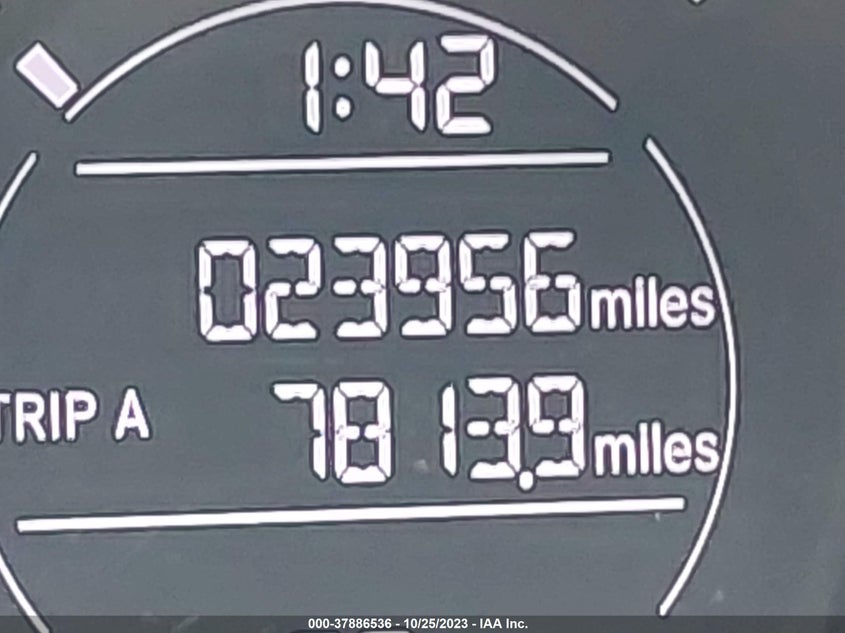 1:42
023956 miles
TRIP A 7813.9 miles
000-37886536 - 10/25/2023 - IAA Inc.